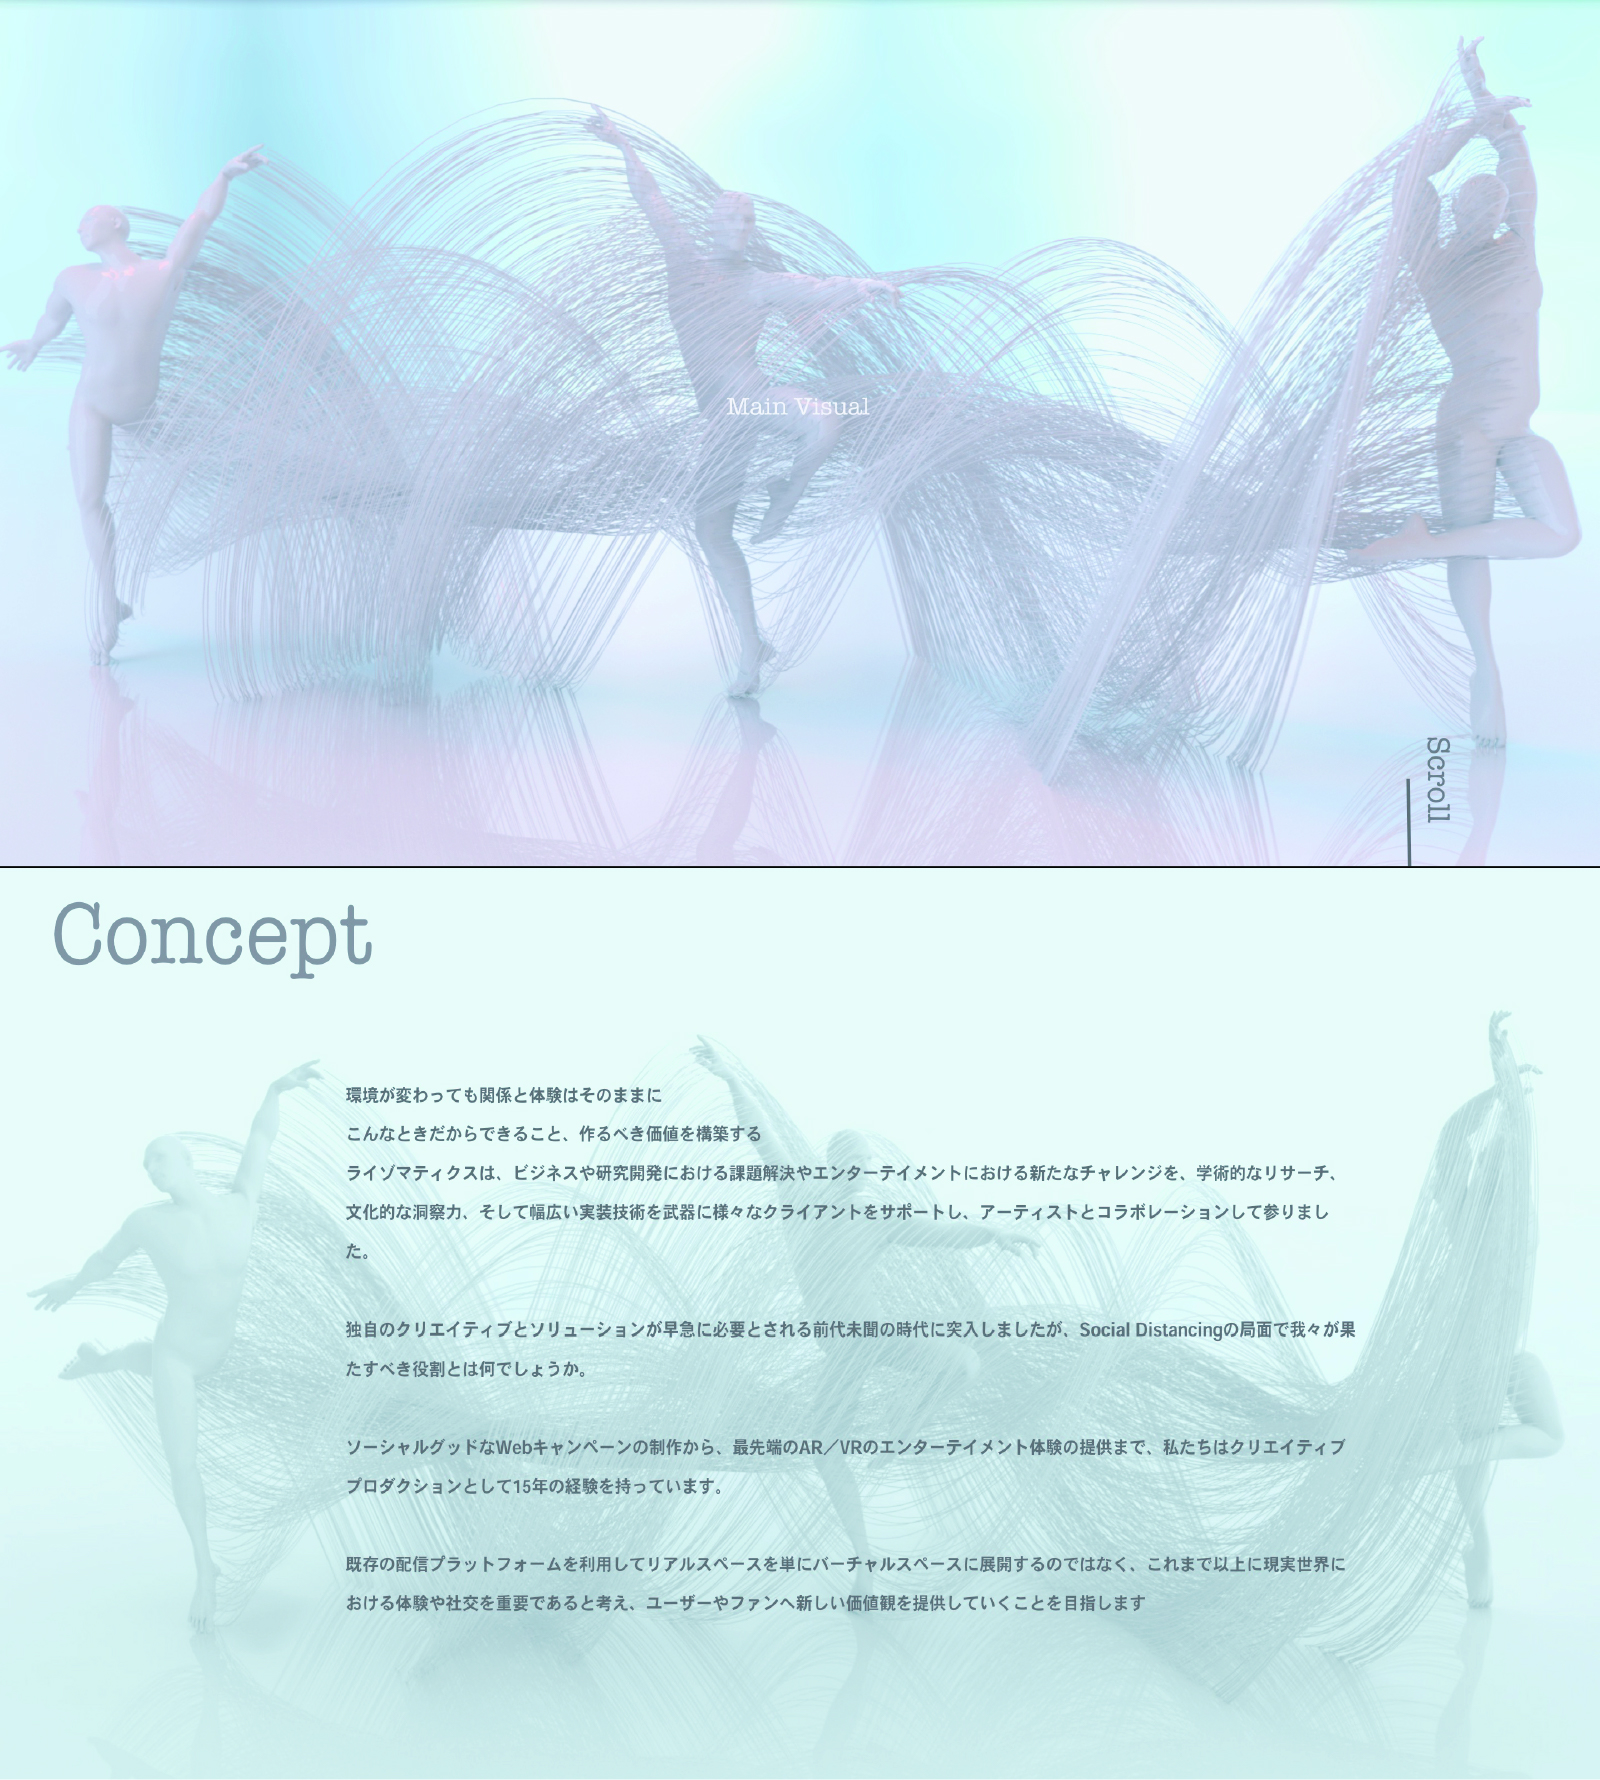 Main Visual
Scroll
Concept
環境が変わっても関係と体験はそのままに
こんなときだからできること、作るべき価値を構築する
ライゾマティクスは、ビジネスや研究開発における課題解決やエンターテイメントにおける新たなチャレンジを、学術的なリサーチ、
文化的な洞察力、そして幅広い実装技術を武器に様々なクライアントをサポートし、アーティストとコラボレーションして参りまし
た。
独自のクリエイティブとソリューションが早急に必要とされる前代未聞の時代に突入しましたが、Social Distancingの局面で我々が果
たすべき役割とは何でしょうか。
ソーシャルグッドなWebキャンペーンの制作から、最先端のAR／VRのエンターテイメント体験の提供まで、私たちはクリエイティブ
プロダクションとして15年の経験を持っています。
既存の配信プラットフォームを利用してリアルスペースを単にバーチャルスペースに展開するのではなく、これまで以上に現実世界に
おける体験や社交を重要であると考え、ユーザーやファンへ新しい価値観を提供していくことを目指します